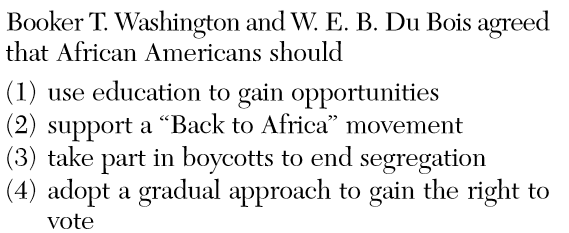 Booker T. Washington and W. E. B. Du Bois agreed
that African Americans should
(1) use education to gain opportunities
(2) support a “Back to Africa” movement
(3) take part in boycotts to end segregation
(4) adopt a gradual approach to gain the right to
vote